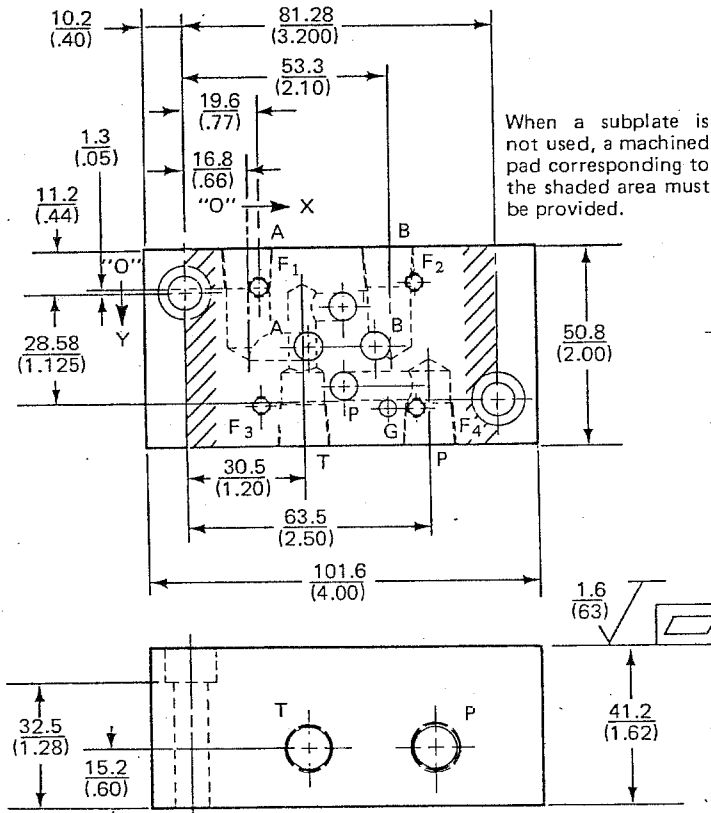 10.2
(.40)
81.28
(3.200)
53.3
(2.10)
19.6
(.77)
1.3
(.05)
16.8
(.66)
When a subplate is
not used, a machined
pad corresponding to
the shaded area must
be provided.
11.2
(.44)
"O" X
A B
"O"
F1 F2
Y
A B
28.58
(1.125)
50.8
(2.00)
P
F3 G F4
T P
30.5
(1.20)
63.5
(2.50)
101.6
(4.00)
1.6
(63)
T P
32.5
(1.28)
41.2
(1.62)
15.2
(.60)